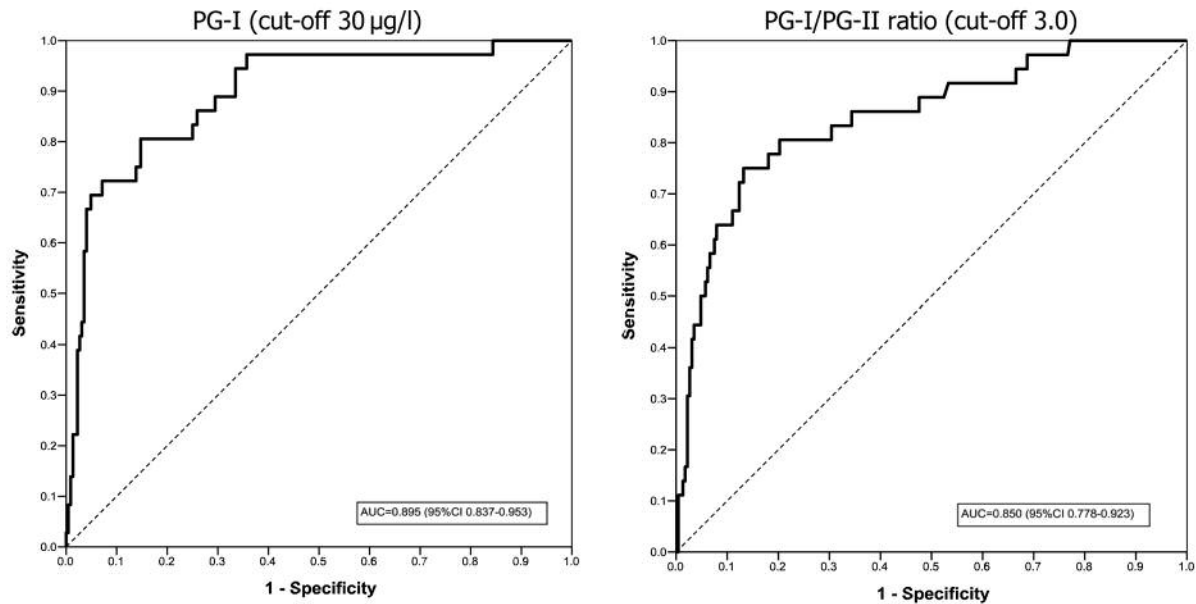 PG-I (cut-off 30 µg/l)
1.0
0.9
0.8
0.7
0.6
0.5
0.4
0.3
0.2
0.1
0.0
Sensitivity
0.0 0.1 0.2 0.3 0.4 0.5 0.6 0.7 0.8 0.9 1.0
1 - Specificity
AUC=0.895 (95%CI 0.837-0.953)
PG-I/PG-II ratio (cut-off 3.0)
1.0
0.9
0.8
0.7
0.6
0.5
0.4
0.3
0.2
0.1
0.0
Sensitivity
0.0 0.1 0.2 0.3 0.4 0.5 0.6 0.7 0.8 0.9 1.0
1 - Specificity
AUC=0.850 (95%CI 0.778-0.923)